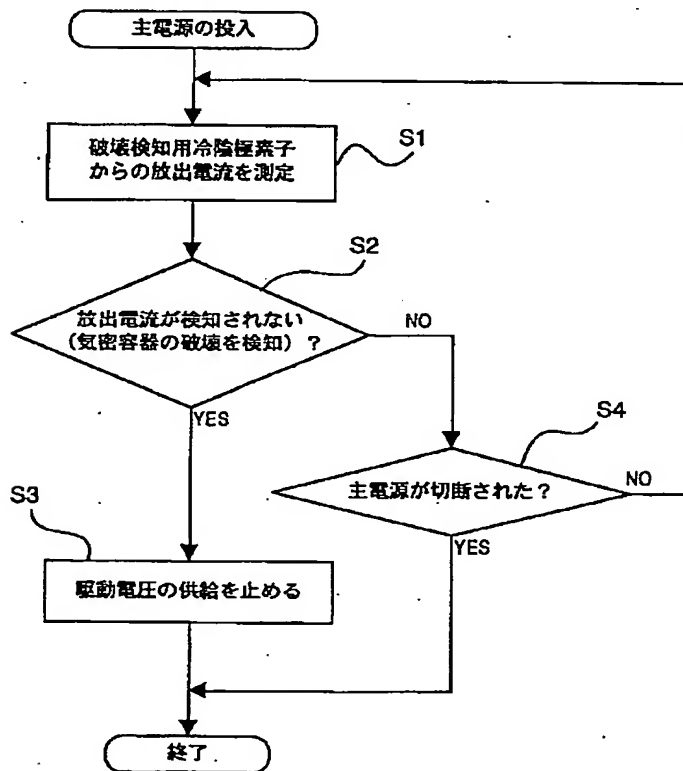 主電源の投入
破壊検知用冷陰極素子
からの放出電流を測定
S1
S2
放出電流が検知されない
(気密容器の破壊を検知)?
NO
YES
S4
主電源が切断された?
NO
YES
S3
駆動電圧の供給を止める
終了